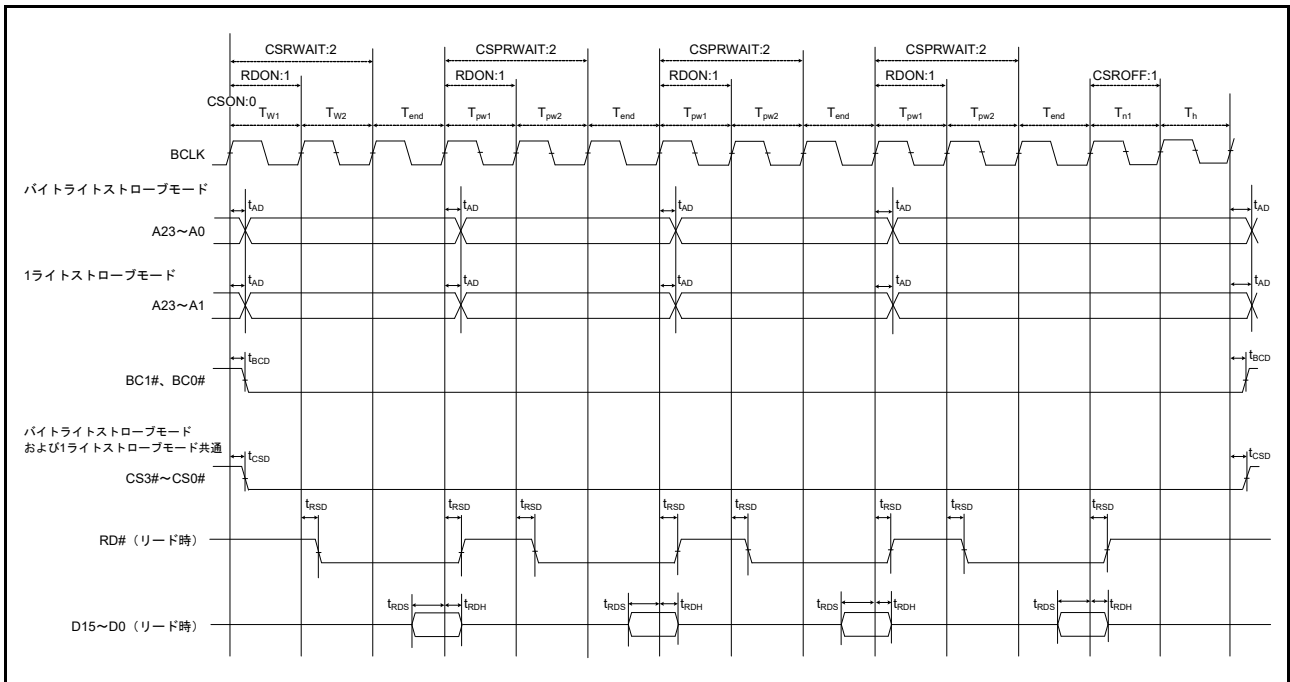 CSRWAIT:2 CSPRWAIT:2 CSPRWAIT:2 CSPRWAIT:2
RDON:1 RDON:1 RDON:1 RDON:1 CSROFF:1
CSON:0
TW1 TW2 Tend Tpw1 Tpw2 Tend Tpw1 Tpw2 Tend Tpw1 Tpw2 Tend Tn1 Th
BCLK
バイトライトストローブモード
tAD tAD tAD tAD tAD
A23～A0
1ライトストローブモード
tAD tAD tAD tAD tAD
A23～A1
tBCD tBCD
BC1#、BC0#
バイトライトストローブモード
および1ライトストローブモード共通
tCSD tCSD
CS3#～CS0#
tRSD tRSD tRSD tRSD tRSD tRSD tRSD tRSD
RD#（リード時）
tRDS tRDH tRDS tRDH tRDS tRDH tRDS tRDH
D15～D0（リード時）